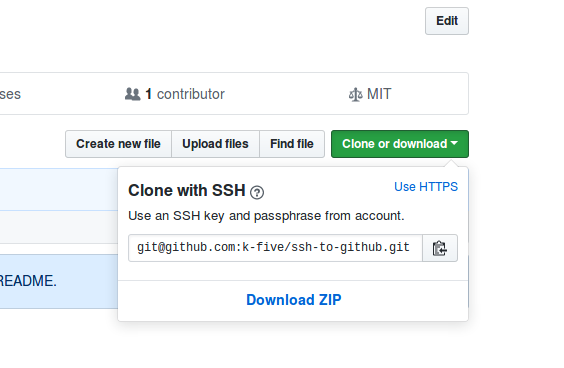 Edit
ses
1 contributor
MIT
Create new file
Upload files
Find file
Clone or download
Clone with SSH
Use HTTPS
Use an SSH key and passphrase from account.
git@github.com:k-five/ssh-to-github.git
README.
Download ZIP